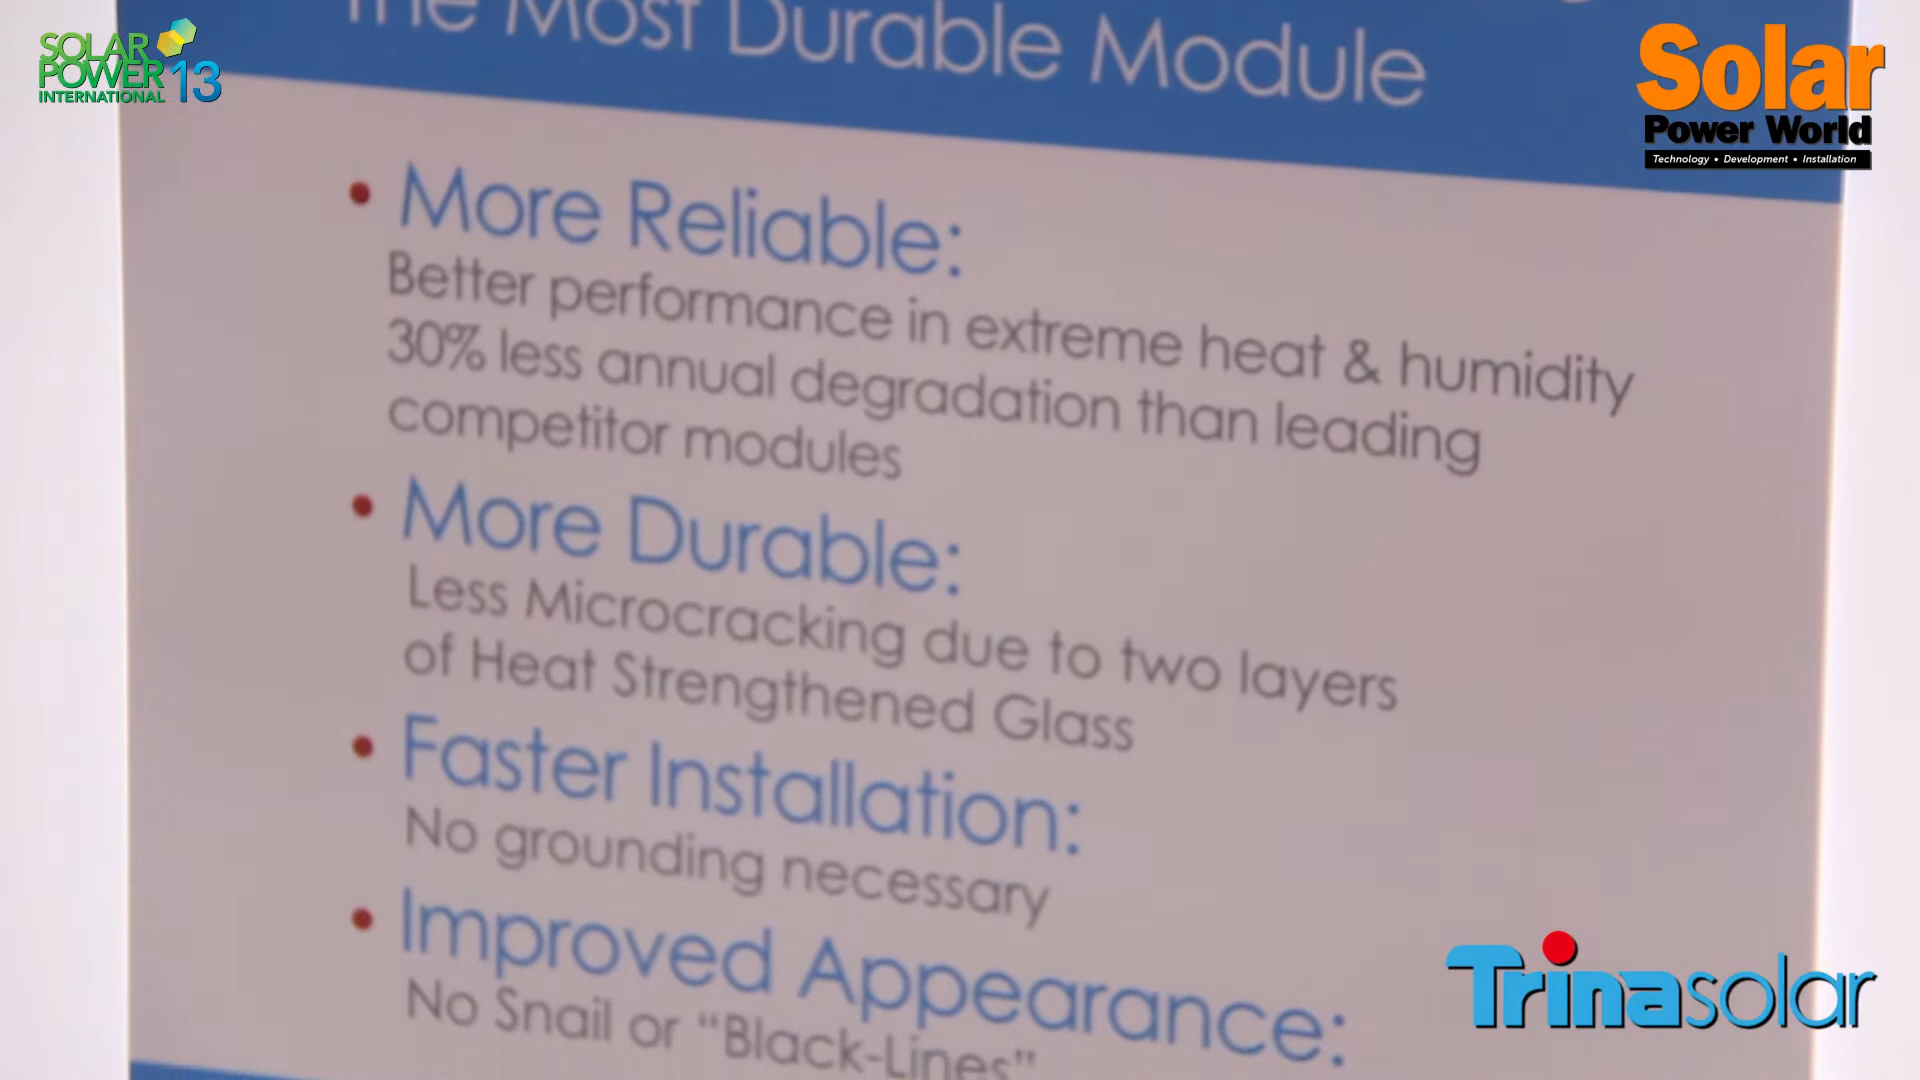 SOLAR
POWER
INTERNATIONAL 13
Solar
Power World
Technology • Development • Installation
The Most Durable Module
• More Reliable:
Better performance in extreme heat & humidity
30% less annual degradation than leading
competitor modules
• More Durable:
Less Microcracking due to two layers
of Heat Strengthened Glass
• Faster Installation:
No grounding necessary
• Improved Appearance:
No Snail or “Black-Lines”
Trinasolar